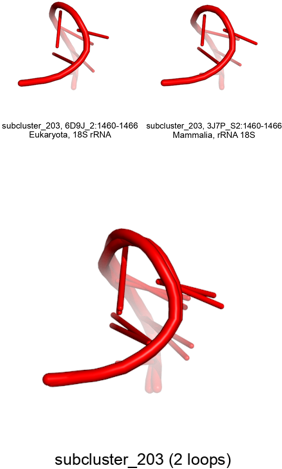 subcluster_203, 6D9J_2:1460-1466
Eukaryota, 18S rRNA
subcluster_203, 3J7P_S2:1460-1466
Mammalia, rRNA 18S
subcluster_203 (2 loops)